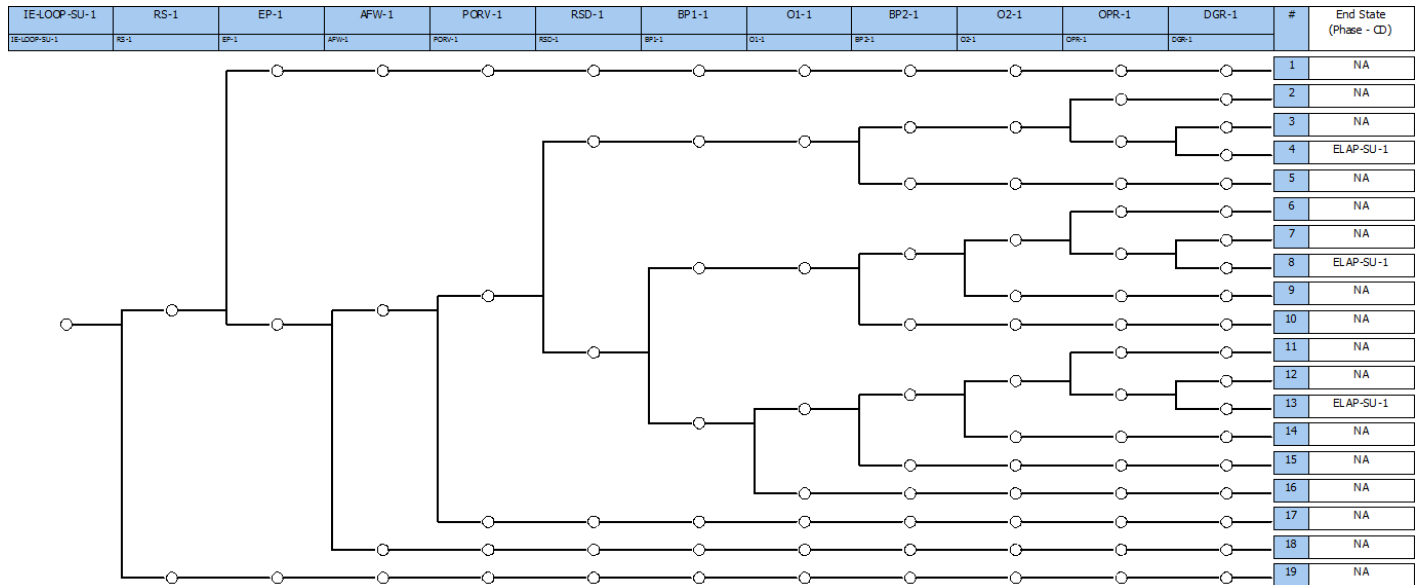 IE-LOOP-SU-1 RS-1 EP-1 AFW-1 PORV-1 RSD-1 BP1-1 O1-1 BP2-1 O2-1 OPR-1 DGR-1 # End State
(Phase - CD)
IE-LOOP-SU-1 RS-1 EP-1 AFW-1 PORV-1 RSD-1 BP1-1 O1-1 BP2-1 O2-1 OPR-1 DGR-1
1 NA
2 NA
3 NA
4 ELAP-SU-1
5 NA
6 NA
7 NA
8 ELAP-SU-1
9 NA
10 NA
11 NA
12 NA
13 ELAP-SU-1
14 NA
15 NA
16 NA
17 NA
18 NA
19 NA